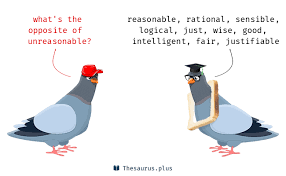 what's the
opposite of
unreasonable?
reasonable, rational, sensible,
logical, just, wise, good,
intelligent, fair, justifiable
Thesaurus.plus